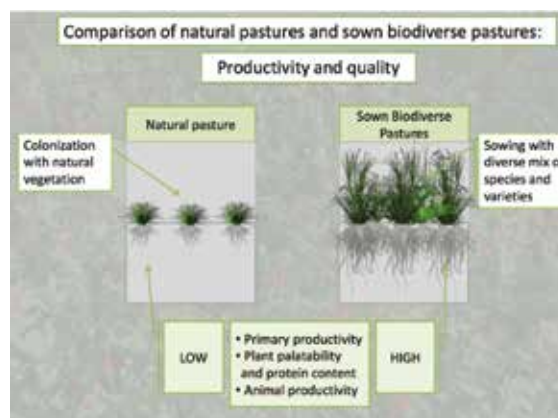 Comparison of natural pastures and sown biodiverse pastures:
Productivity and quality
Natural pasture
Sown Biodiverse
Pastures
Colonization
with natural
vegetation
Sowing with
diverse mix o
species and
varieties
LOW
• Primary productivity
• Plant palatability
and protein content
• Animal productivity
HIGH